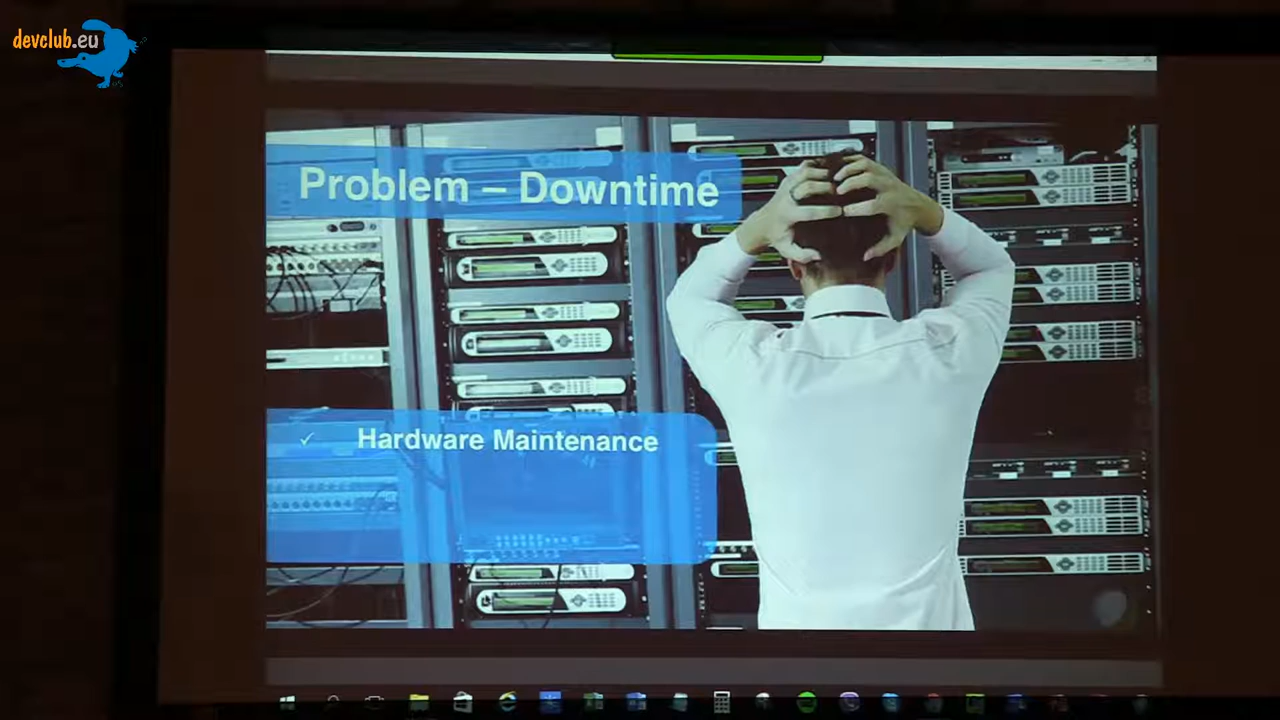 devclub.eu
Problem – Downtime
✓ Hardware Maintenance